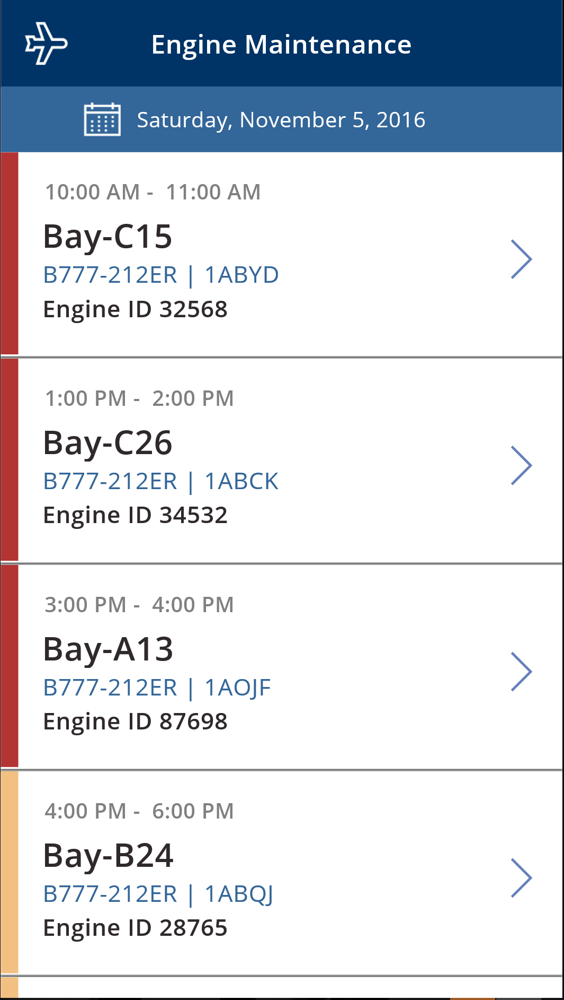 Engine Maintenance
Saturday, November 5, 2016
10:00 AM - 11:00 AM
Bay-C15
B777-212ER | 1ABYD
Engine ID 32568
1:00 PM - 2:00 PM
Bay-C26
B777-212ER | 1ABCK
Engine ID 34532
3:00 PM - 4:00 PM
Bay-A13
B777-212ER | 1AOJF
Engine ID 87698
4:00 PM - 6:00 PM
Bay-B24
B777-212ER | 1ABQJ
Engine ID 28765